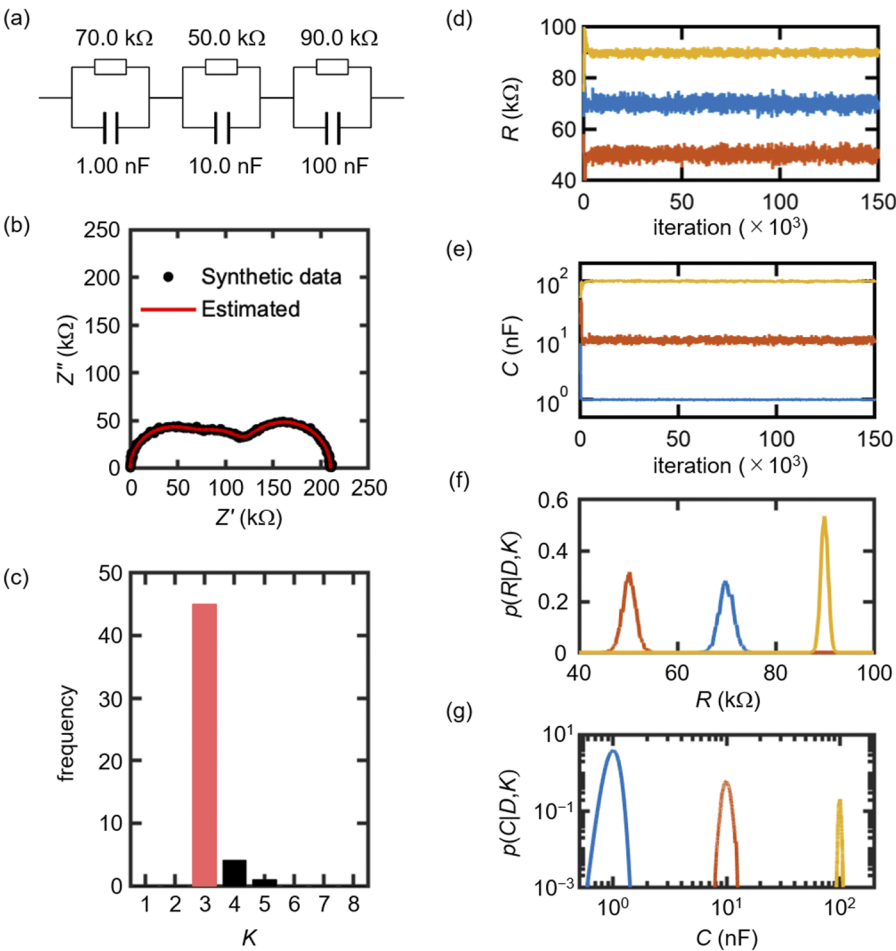 (a)
70.0 kΩ 50.0 kΩ 90.0 kΩ
1.00 nF 10.0 nF 100 nF
(b)
250
200
150
100
50
0
Z″ (kΩ)
Synthetic data
Estimated
0 50 100 150 200 250
Z′ (kΩ)
(c)
50
40
30
20
10
0
frequency
1 2 3 4 5 6 7 8
K
(d)
100
80
60
40
R (kΩ)
0 50 100 150
iteration (×10³)
(e)
10²
10¹
10⁰
C (nF)
0 50 100 150
iteration (×10³)
(f)
0.6
0.4
0.2
0
p(R|D,K)
40 60 80 100
R (kΩ)
(g)
10¹
10⁻¹
10⁻³
p(C|D,K)
10⁰ 10¹ 10²
C (nF)